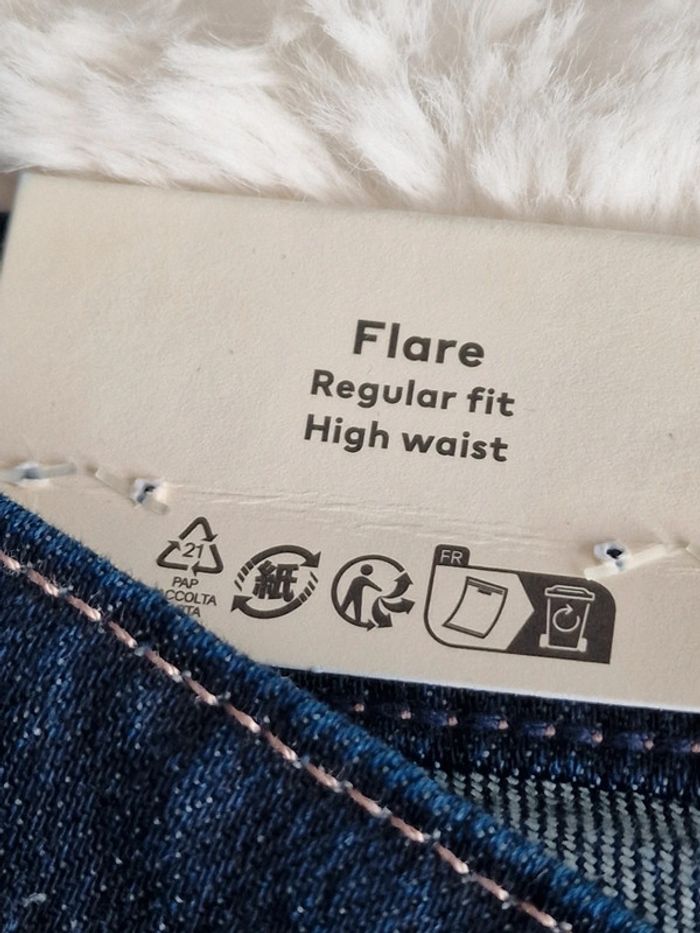 Flare
Regular fit
High waist
21
PAP
紙
FR